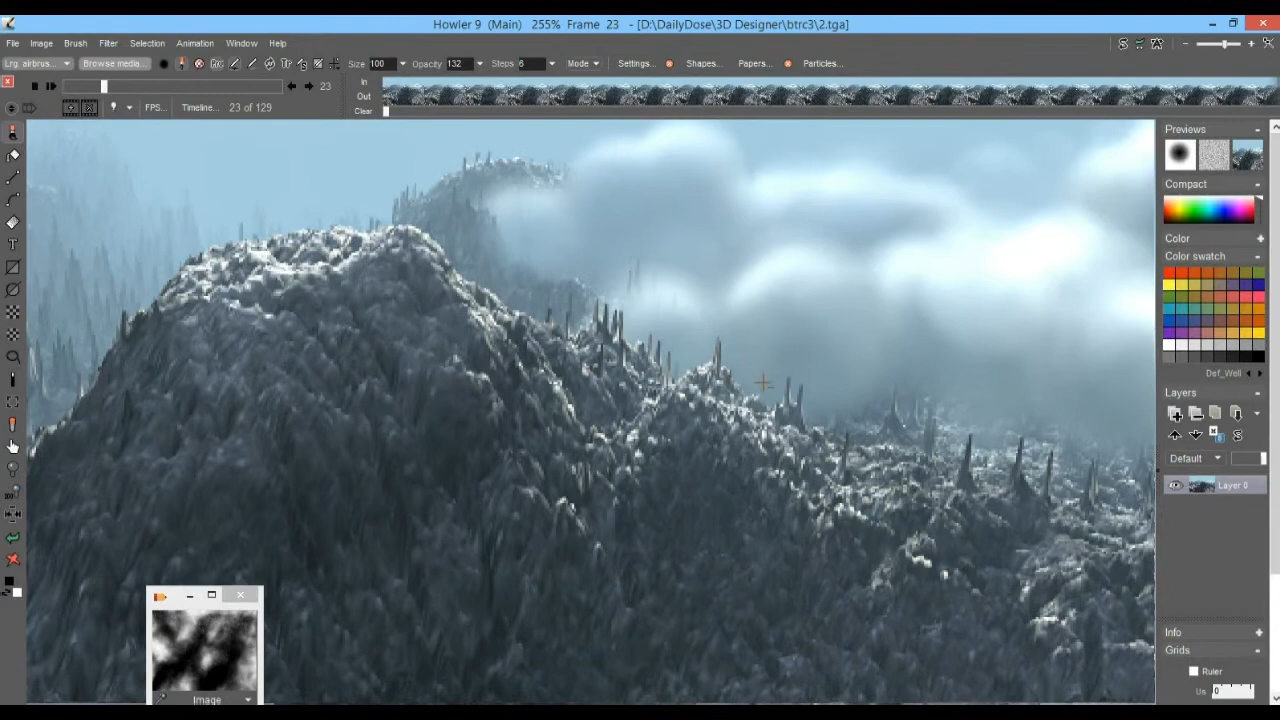 Howler 9 (Main) 255% Frame 23 - [D:\DailyDose\3D Designer\btrc3\2.tga]
File Image Brush Filter Selection Animation Window Help
Lrg. airbrus... Browse media... Size 100 Opacity 132 Steps 6 Mode Settings... Shapes... Papers... Particles...
23 In
Out
FPS... Timeline... 23 of 129 Clear
Previews
Compact
Color
Color swatch
Def_Well
Layers
Default
Layer 0
Info
Grids
Ruler
Us 0
Image